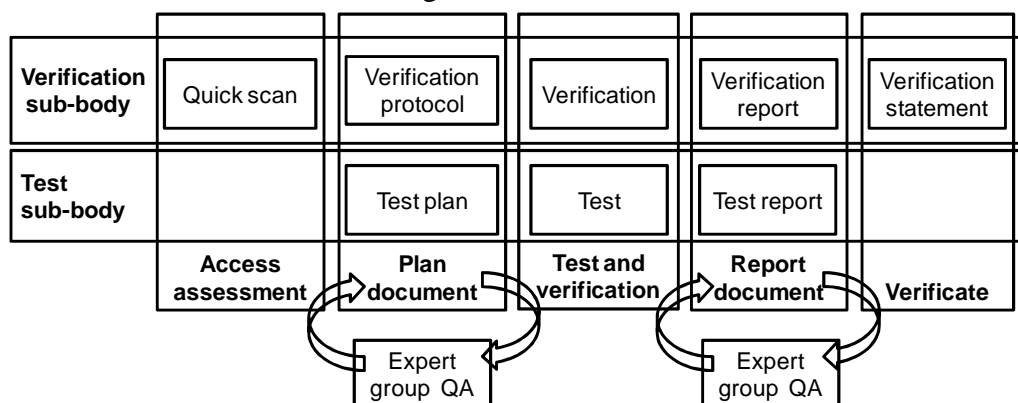 Verification
sub-body
Quick scan
Verification
protocol
Verification
Verification
report
Verification
statement
Test
sub-body
Test plan
Test
Test report
Access
assessment
Plan
document
Test and
verification
Report
document
Verificate
Expert
group QA
Expert
group QA